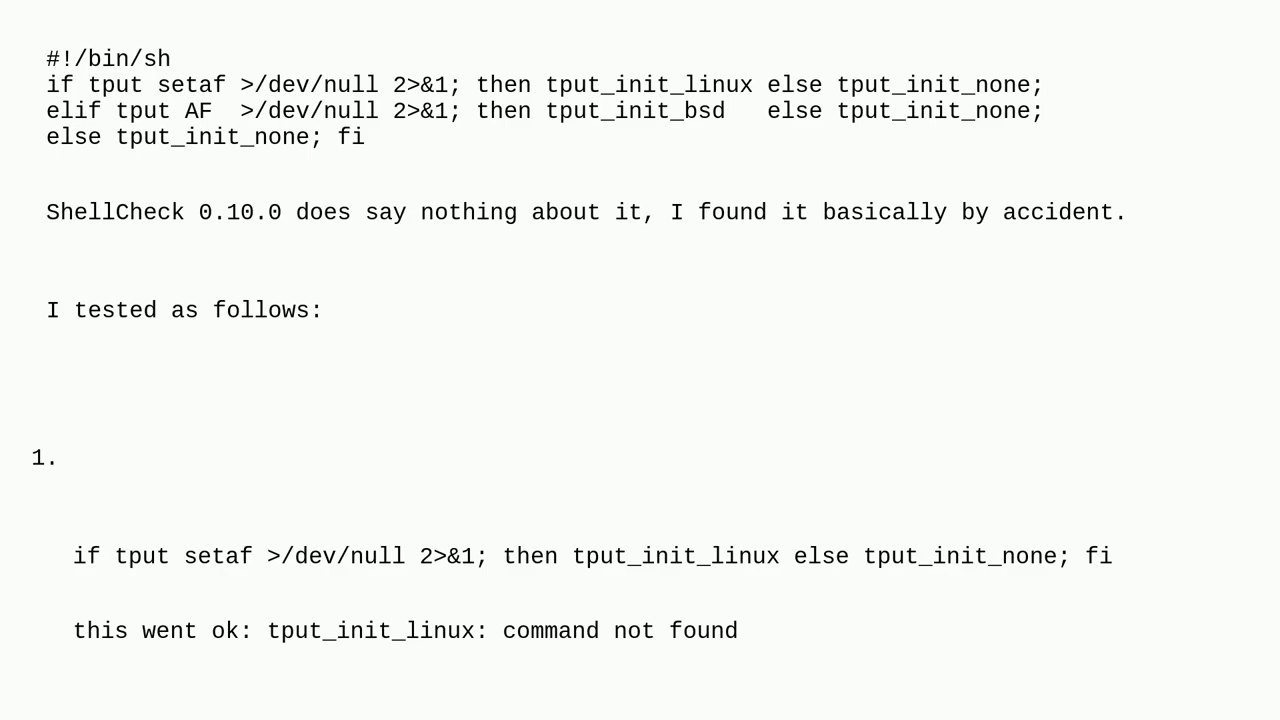 #!/bin/sh
if tput setaf >/dev/null 2>&1; then tput_init_linux else tput_init_none;
elif tput AF  >/dev/null 2>&1; then tput_init_bsd   else tput_init_none;
else tput_init_none; fi
ShellCheck 0.10.0 does say nothing about it, I found it basically by accident.
I tested as follows:
1.
if tput setaf >/dev/null 2>&1; then tput_init_linux else tput_init_none; fi
this went ok: tput_init_linux: command not found